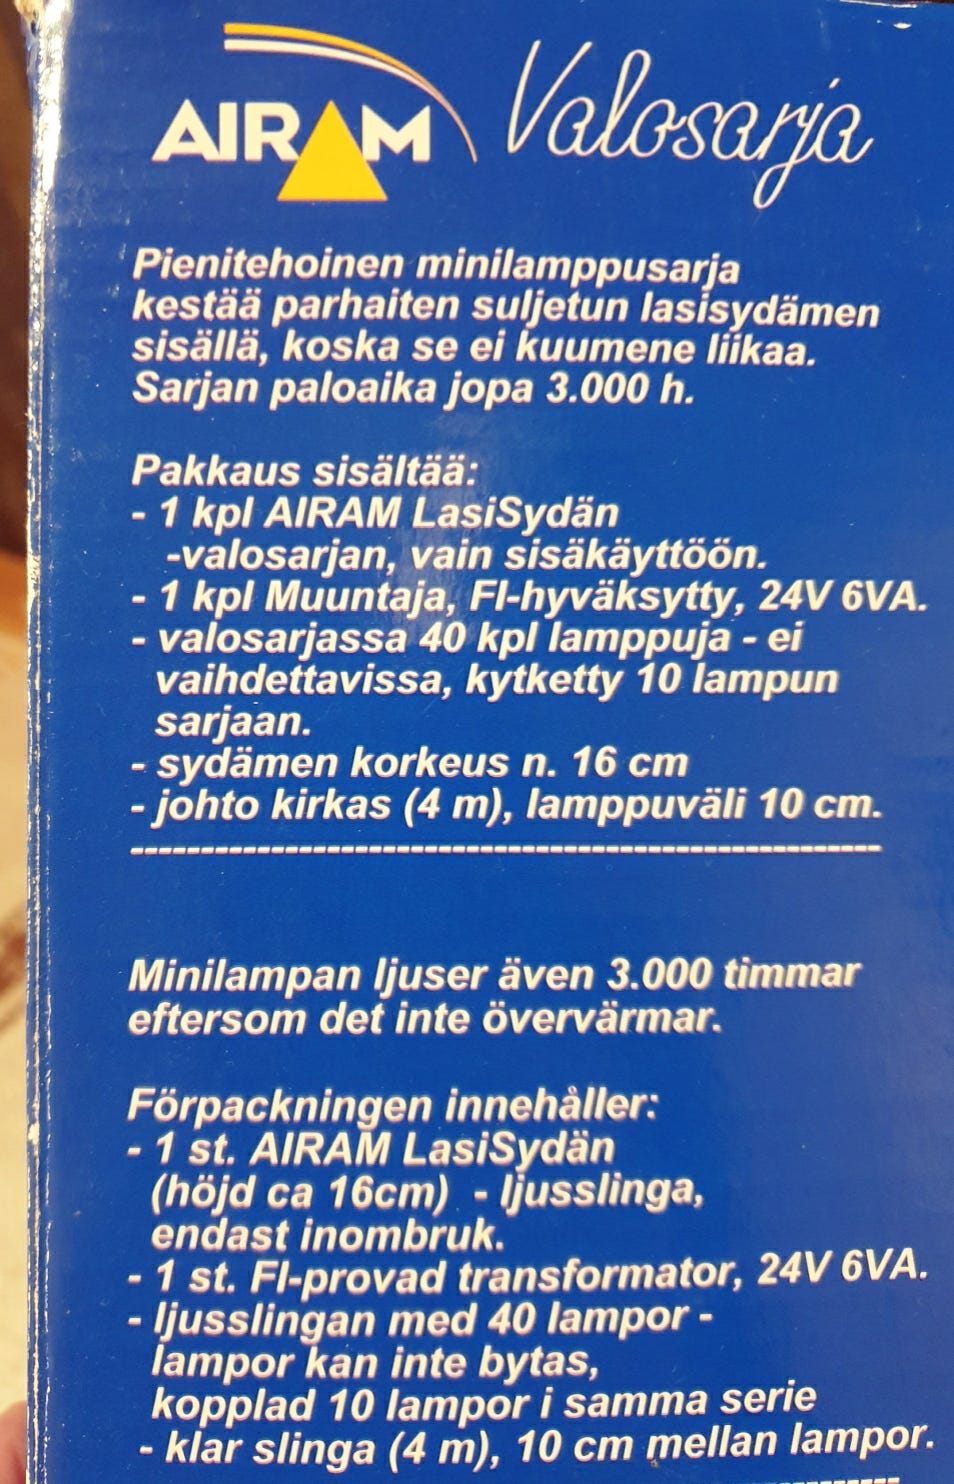 AIRAM Valosarja
Pienitehoinen minilamppusarja
kestää parhaiten suljetun lasisydämen
sisällä, koska se ei kuumene liikaa.
Sarjan paloaika jopa 3.000 h.
Pakkaus sisältää:
- 1 kpl AIRAM LasiSydän
-valosarjan, vain sisäkäyttöön.
- 1 kpl Muuntaja, FI-hyväksytty, 24V 6VA.
- valosarjassa 40 kpl lamppuja - ei
vaihdettavissa, kytketty 10 lampun
sarjaan.
- sydämen korkeus n. 16 cm
- johto kirkas (4 m), lamppuväli 10 cm.
Minilampan ljuser även 3.000 timmar
eftersom det inte övervärmar.
Förpackningen innehåller:
- 1 st. AIRAM LasiSydän
(höjd ca 16cm) - ljusslinga,
endast inombruk.
- 1 st. FI-provad transformator, 24V 6VA.
- ljusslingan med 40 lampor -
lampor kan inte bytas,
kopplad 10 lampor i samma serie
- klar slinga (4 m), 10 cm mellan lampor.